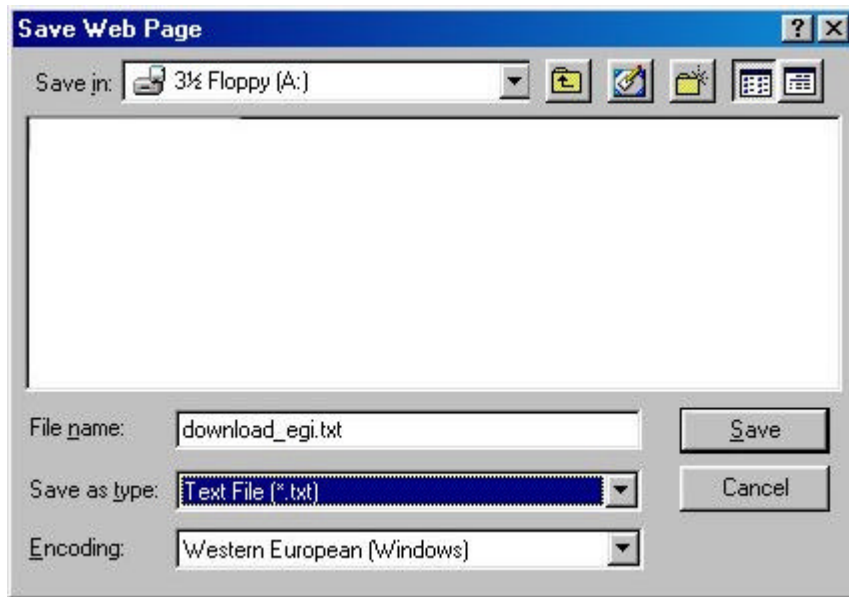 Save Web Page
Save in: 3½ Floppy (A:)
File name: download_egi.txt Save
Save as type: Text File (*.txt) Cancel
Encoding: Western European (Windows)